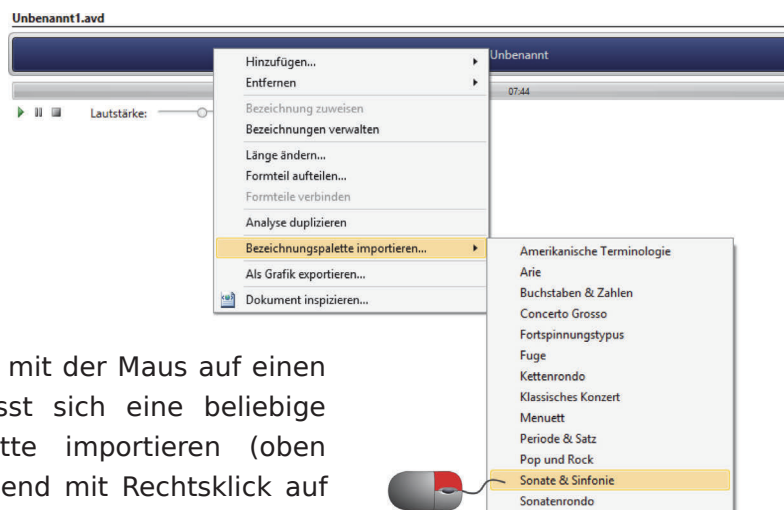 Unbenannt1.avd
Unbenannt
07:44
Lautstärke:
Hinzufügen...
Entfernen
Bezeichnung zuweisen
Bezeichnungen verwalten
Länge ändern...
Formteil aufteilen...
Formteile verbinden
Analyse duplizieren
Bezeichnungspalette importieren...
Als Grafik exportieren...
Dokument inspizieren...
Amerikanische Terminologie
Arie
Buchstaben & Zahlen
Concerto Grosso
Fortspinnungstypus
Fuge
Kettenrondo
Klassisches Konzert
Menuett
Periode & Satz
Pop und Rock
Sonate & Sinfonie
Sonatenrondo
mit der Maus auf einen
sst sich eine beliebige
tte importieren (oben
end mit Rechtsklick auf